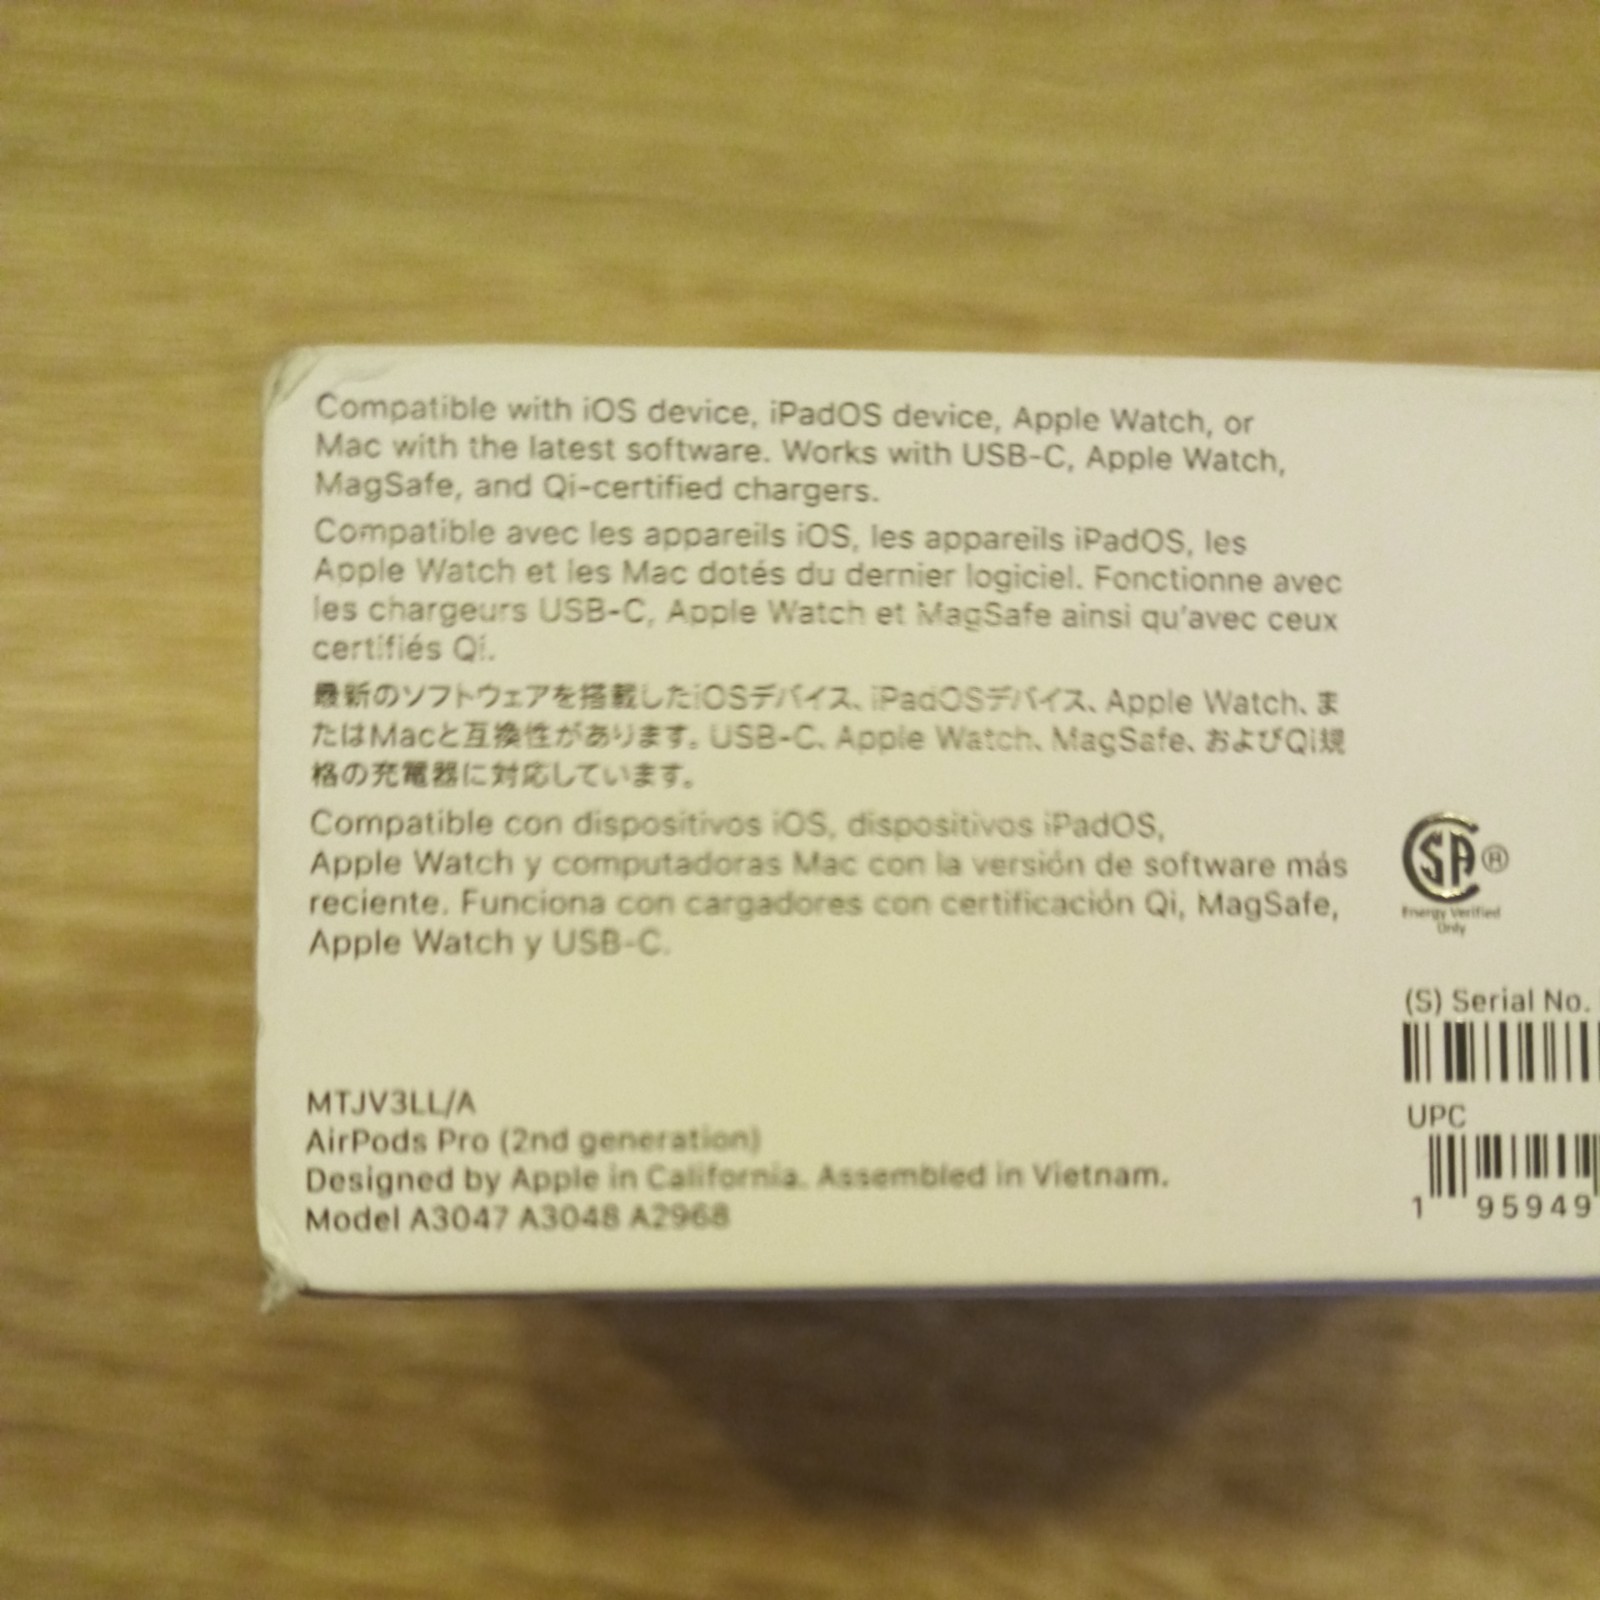 Compatible with iOS device, iPadOS device, Apple Watch, or
Mac with the latest software. Works with USB-C, Apple Watch,
MagSafe, and Qi-certified chargers.
Compatible avec les appareils iOS, les appareils iPadOS, les
Apple Watch et les Mac dotés du dernier logiciel. Fonctionne avec
les chargeurs USB-C, Apple Watch et MagSafe ainsi qu'avec ceux
certifiés Qi.
最新のソフトウェアを搭載したiOSデバイス、iPadOSデバイス、Apple Watch、ま
たはMacと互換性があります。USB-C、Apple Watch、MagSafe、およびQi規
格の充電器に対応しています。
Compatible con dispositivos iOS, dispositivos iPadOS,
Apple Watch y computadoras Mac con la versión de software más
reciente. Funciona con cargadores con certificación Qi, MagSafe,
Apple Watch y USB-C.
MTJV3LL/A
AirPods Pro (2nd generation)
Designed by Apple in California. Assembled in Vietnam.
Model A3047 A3048 A2968
SA®
Energy Verified
Only
(S) Serial No.
UPC
1 95949